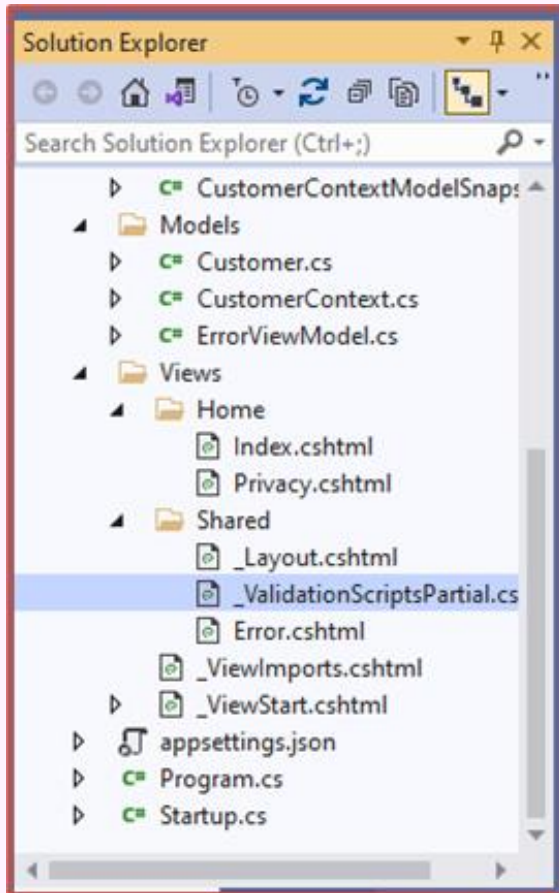 Solution Explorer
Search Solution Explorer (Ctrl+;)
C# CustomerContextModelSnaps
Models
C# Customer.cs
C# CustomerContext.cs
C# ErrorViewModel.cs
Views
Home
Index.cshtml
Privacy.cshtml
Shared
_Layout.cshtml
_ValidationScriptsPartial.cs
Error.cshtml
_ViewImports.cshtml
_ViewStart.cshtml
appsettings.json
C# Program.cs
C# Startup.cs